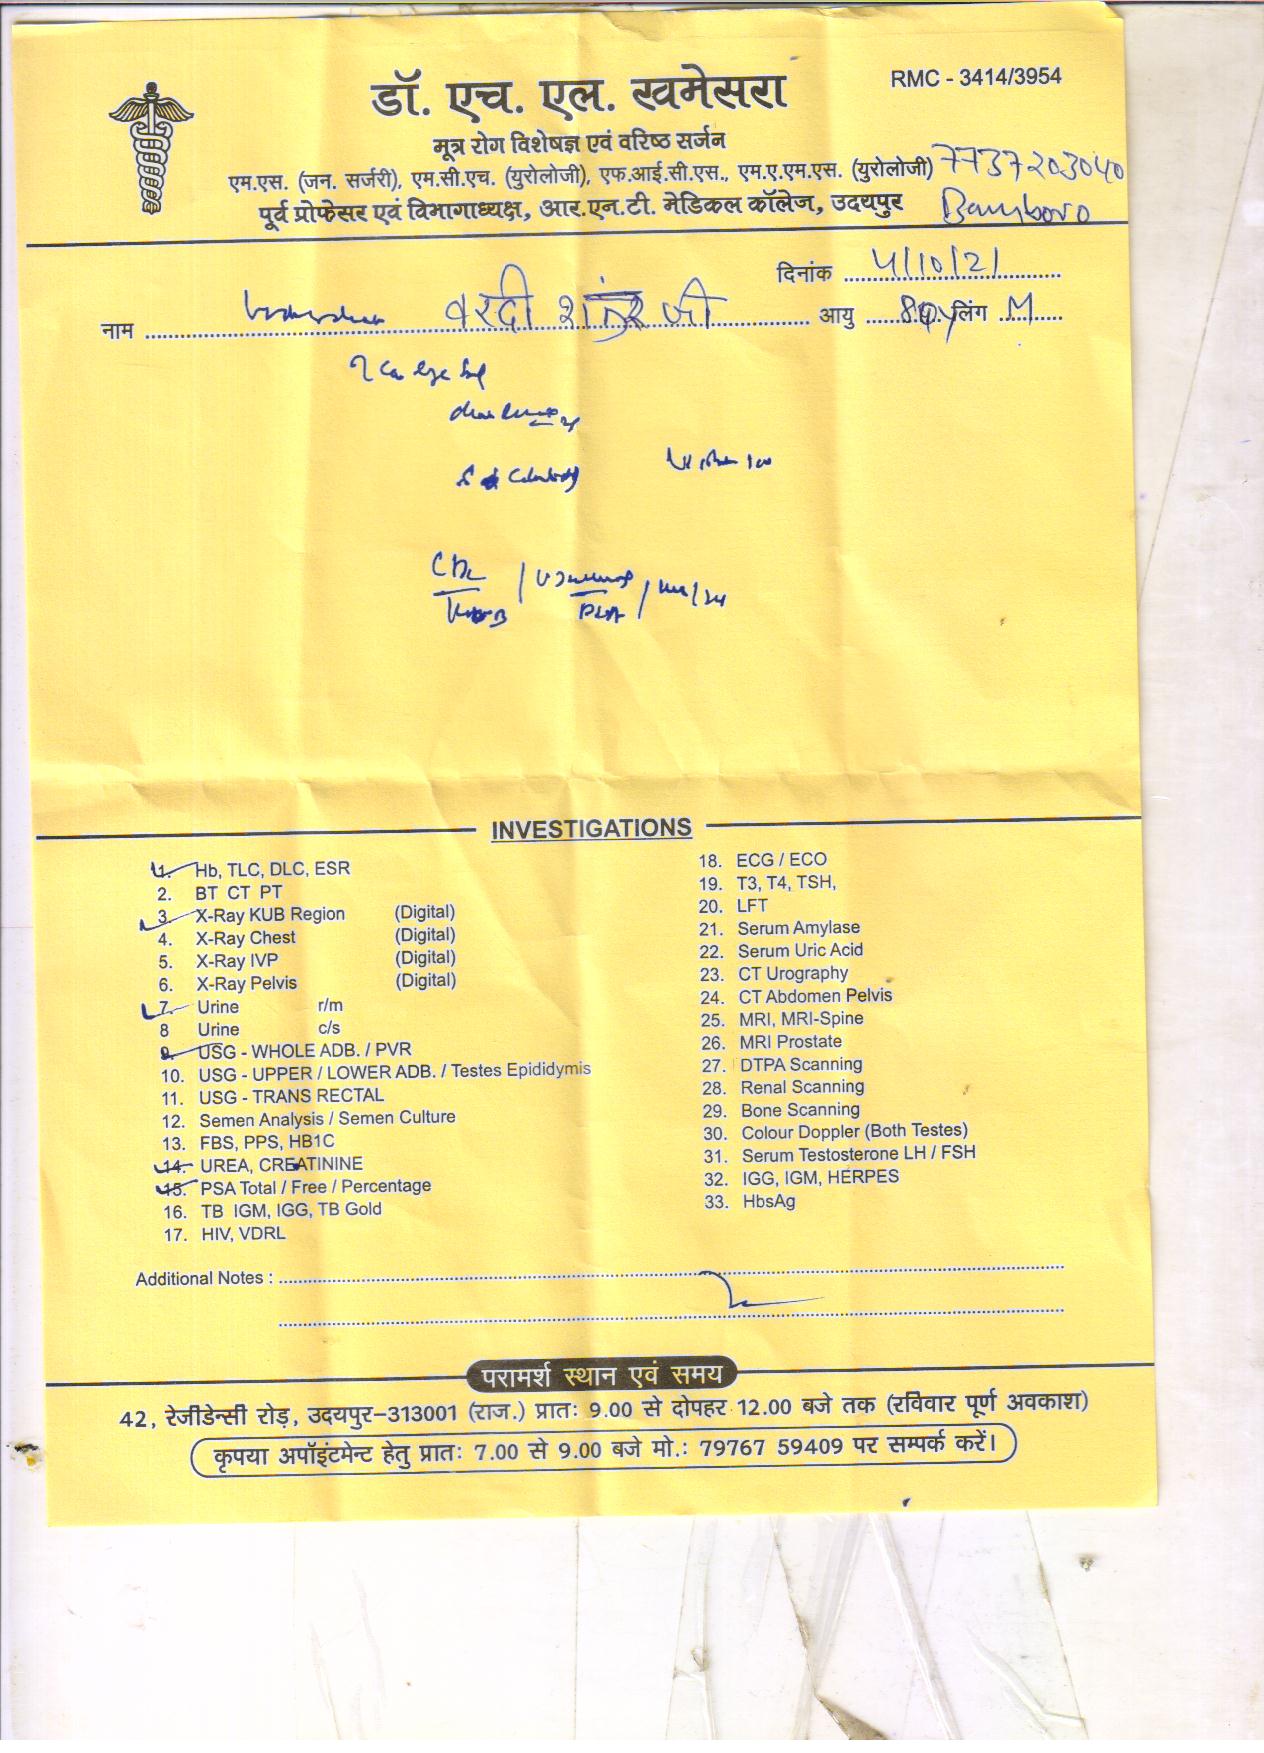 डॉ. एच. एल. खमेसरा
RMC - 3414/3954
मूत्र रोग विशेषज्ञ एवं वरिष्ठ सर्जन
एम.एस. (जन. सर्जरी), एम.सी.एच. (युरोलोजी), एफ.आई.सी.एस., एम.ए.एम.एस. (युरोलोजी) 7737203040
पूर्व प्रोफेसर एवं विभागाध्यक्ष, आर.एन.टी. मेडिकल कॉलेज, उदयपुर
दिनांक 4/10/21
नाम वरदी शंकर जी आयु लिंग M
INVESTIGATIONS
1. Hb, TLC, DLC, ESR
2. BT CT PT
3. X-Ray KUB Region (Digital)
4. X-Ray Chest (Digital)
5. X-Ray IVP (Digital)
6. X-Ray Pelvis (Digital)
7. Urine r/m
8 Urine c/s
9. USG - WHOLE ADB. / PVR
10. USG - UPPER / LOWER ADB. / Testes Epididymis
11. USG - TRANS RECTAL
12. Semen Analysis / Semen Culture
13. FBS, PPS, HB1C
14. UREA, CREATININE
15. PSA Total / Free / Percentage
16. TB IGM, IGG, TB Gold
17. HIV, VDRL
18. ECG / ECO
19. T3, T4, TSH,
20. LFT
21. Serum Amylase
22. Serum Uric Acid
23. CT Urography
24. CT Abdomen Pelvis
25. MRI, MRI-Spine
26. MRI Prostate
27. DTPA Scanning
28. Renal Scanning
29. Bone Scanning
30. Colour Doppler (Both Testes)
31. Serum Testosterone LH / FSH
32. IGG, IGM, HERPES
33. HbsAg
Additional Notes :
परामर्श स्थान एवं समय
42, रेजीडेन्सी रोड़, उदयपुर-313001 (राज.) प्रातः 9.00 से दोपहर 12.00 बजे तक (रविवार पूर्ण अवकाश)
कृपया अपॉइंटमेन्ट हेतु प्रातः 7.00 से 9.00 बजे मो.: 79767 59409 पर सम्पर्क करें।